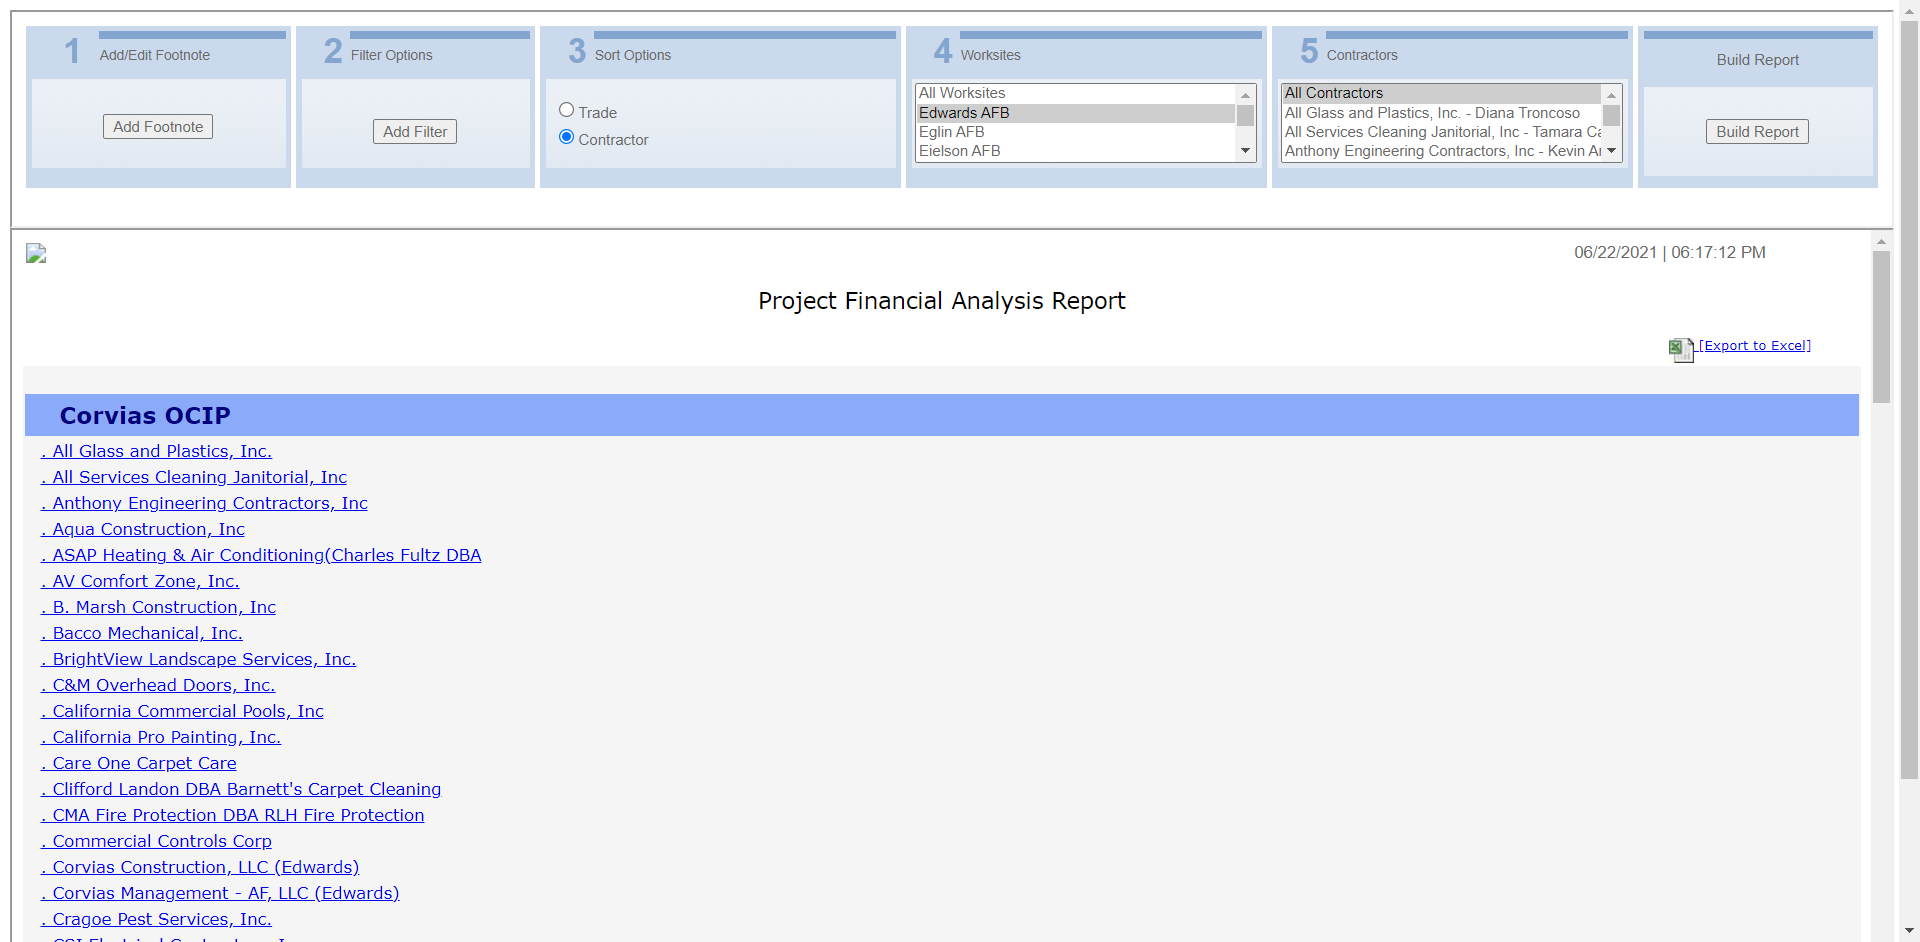 1 Add/Edit Footnote
Add Footnote
2 Filter Options
Add Filter
3 Sort Options
Trade
Contractor
4 Worksites
All Worksites
Edwards AFB
Eglin AFB
Eielson AFB
5 Contractors
All Contractors
All Glass and Plastics, Inc. - Diana Troncoso
All Services Cleaning Janitorial, Inc - Tamara
Anthony Engineering Contractors, Inc - Kevin
Build Report
Build Report
06/22/2021 | 06:17:12 PM
Project Financial Analysis Report
[Export to Excel]
Corvias OCIP
. All Glass and Plastics, Inc.
. All Services Cleaning Janitorial, Inc
. Anthony Engineering Contractors, Inc
. Aqua Construction, Inc
. ASAP Heating & Air Conditioning(Charles Fultz DBA
. AV Comfort Zone, Inc.
. B. Marsh Construction, Inc
. Bacco Mechanical, Inc.
. BrightView Landscape Services, Inc.
. C&M Overhead Doors, Inc.
. California Commercial Pools, Inc
. California Pro Painting, Inc.
. Care One Carpet Care
. Clifford Landon DBA Barnett's Carpet Cleaning
. CMA Fire Protection DBA RLH Fire Protection
. Commercial Controls Corp
. Corvias Construction, LLC (Edwards)
. Corvias Management - AF, LLC (Edwards)
. Cragoe Pest Services, Inc.